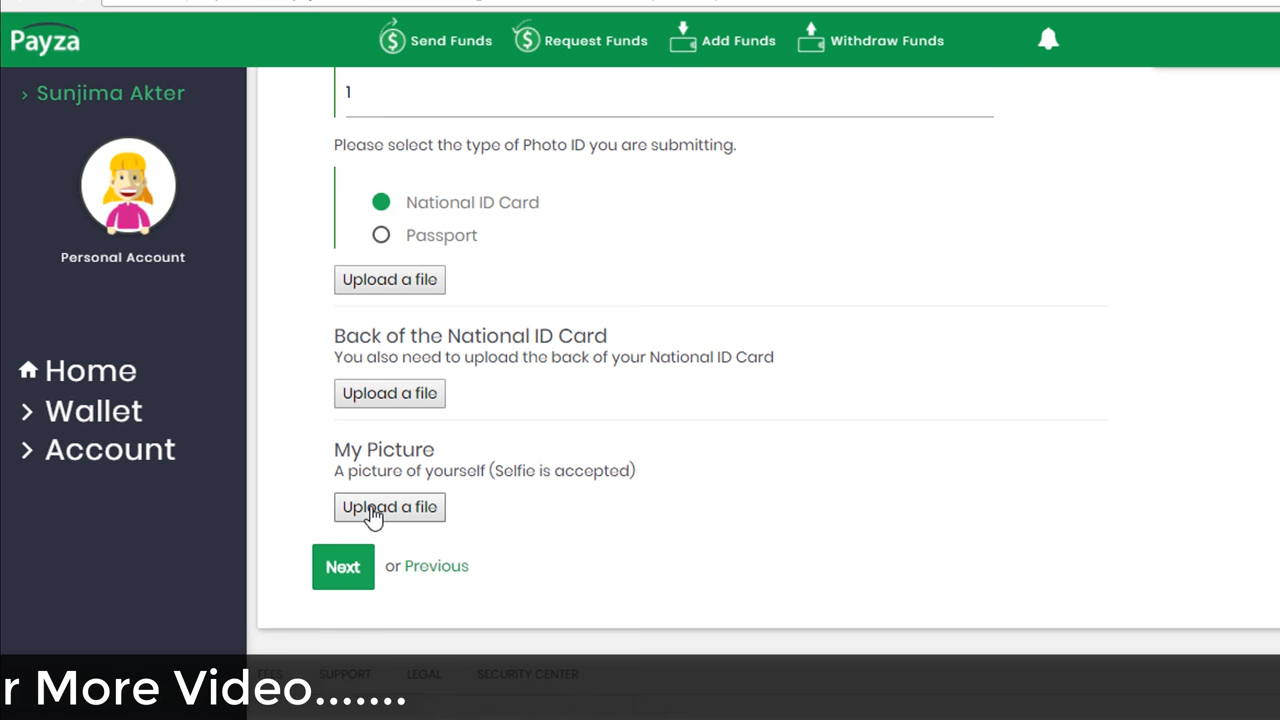 Payza
Send Funds
Request Funds
Add Funds
Withdraw Funds
Sunjima Akter
Personal Account
Home
Wallet
Account
1
Please select the type of Photo ID you are submitting.
National ID Card
Passport
Upload a file
Back of the National ID Card
You also need to upload the back of your National ID Card
Upload a file
My Picture
A picture of yourself (Selfie is accepted)
Upload a file
Next or Previous
FEES SUPPORT LEGAL SECURITY CENTER
r More Video.......